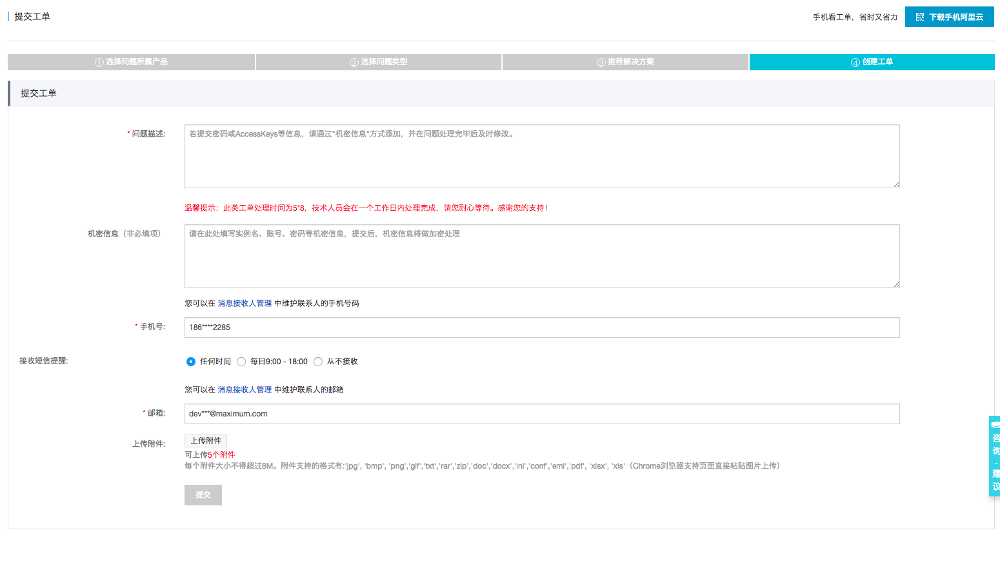 提交工单
手机看工单，省时又省力 下载手机阿里云
① 选择问题所属产品 ② 选择问题类型 ③ 推荐解决方案 ④ 创建工单
提交工单
* 问题描述: 若提交密码或AccessKeys等信息，请通过"机密信息"方式添加，并在问题处理完毕后及时修改。
温馨提示：此类工单处理时间为5*8，技术人员会在一个工作日内处理完成，请您耐心等待。感谢您的支持！
机密信息（非必填项） 请在此处填写实例名、账号、密码等机密信息，提交后，机密信息将做加密处理
您可以在 消息接收人管理 中维护联系人的手机号码
* 手机号: 186****2285
接收短信提醒: 任何时间 每日9:00 - 18:00 从不接收
您可以在 消息接收人管理 中维护联系人的邮箱
* 邮箱: dev***@maximum.com
上传附件: 上传附件
可上传5个附件
每个附件大小不得超过8M。附件支持的格式有:'jpg', 'bmp', 'png','gif','txt','rar','zip','doc','docx','ini','conf','eml','pdf', 'xlsx', 'xls'（Chrome浏览器支持页面直接粘贴图片上传）
提交
咨询·建议